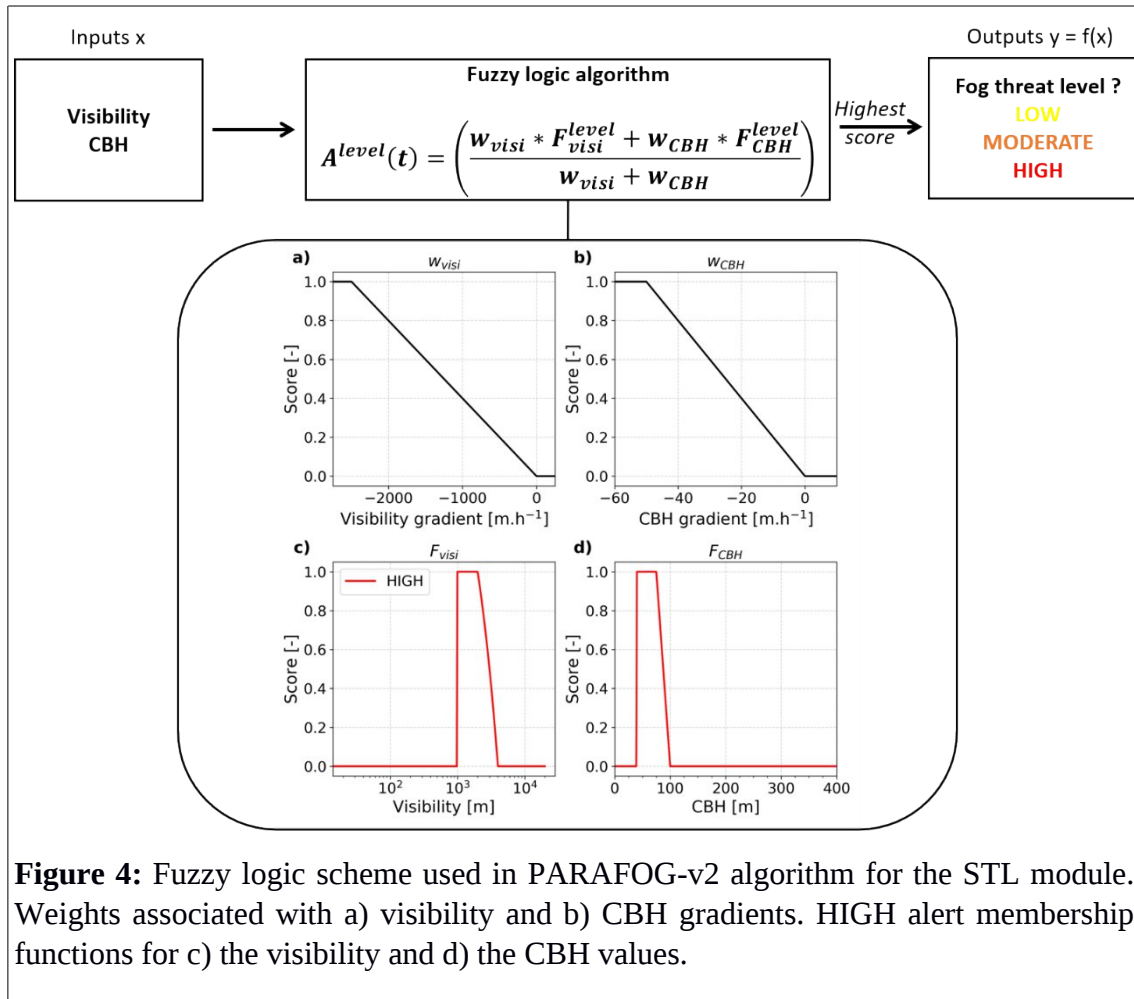 Inputs x
Outputs y = f(x)
Visibility
CBH
Fuzzy logic algorithm
A^level(t) = ( (w_visi * F_visi^level + w_CBH * F_CBH^level) / (w_visi + w_CBH) )
Highest
score
Fog threat level ?
LOW
MODERATE
HIGH
a)
w_visi
1.0
0.8
0.6
0.4
0.2
0.0
Score [-]
−2000 −1000 0
Visibility gradient [m.h⁻¹]
b)
w_CBH
1.0
0.8
0.6
0.4
0.2
0.0
Score [-]
−60 −40 −20 0
CBH gradient [m.h⁻¹]
c)
F_visi
HIGH
1.0
0.8
0.6
0.4
0.2
0.0
Score [-]
10² 10³ 10⁴
Visibility [m]
d)
F_CBH
1.0
0.8
0.6
0.4
0.2
0.0
Score [-]
0 100 200 300 400
CBH [m]
Figure 4: Fuzzy logic scheme used in PARAFOG-v2 algorithm for the STL module.
Weights associated with a) visibility and b) CBH gradients. HIGH alert membership
functions for c) the visibility and d) the CBH values.